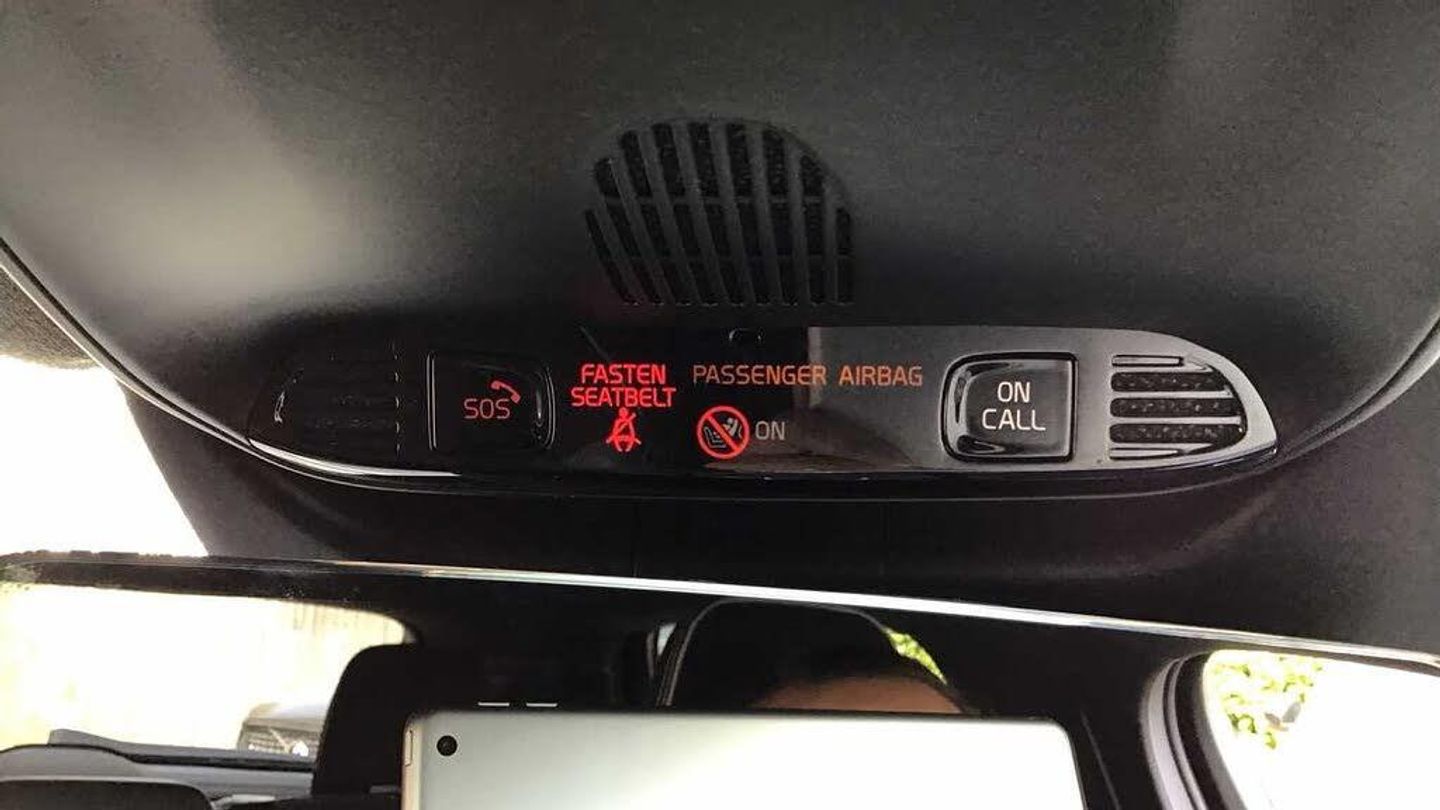 SOS
FASTEN
SEATBELT
PASSENGER AIRBAG
ON
ON
CALL